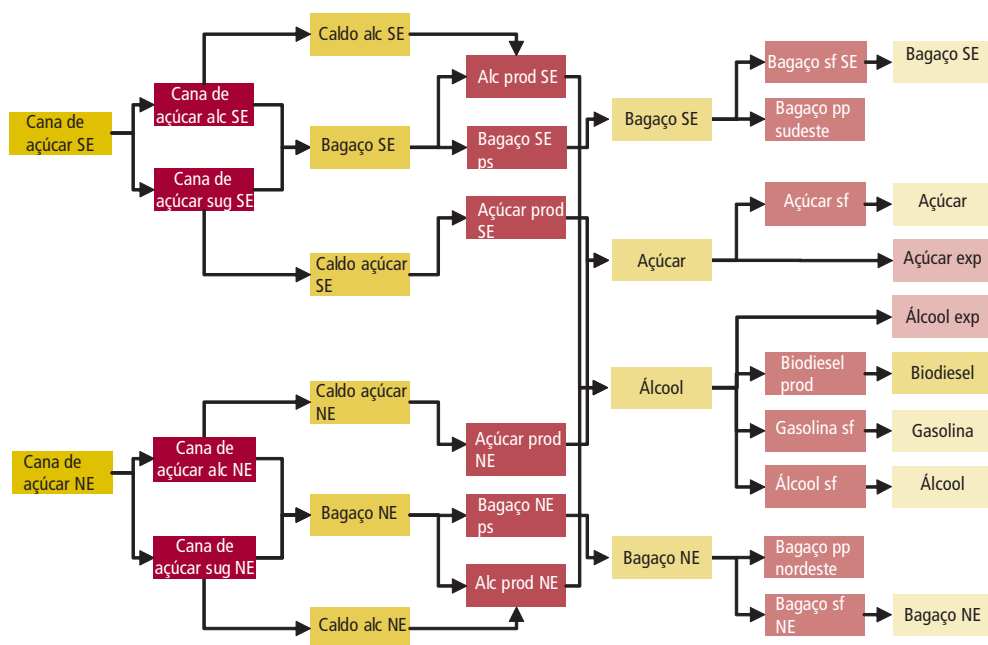 Cana de
açúcar SE
Cana de
açúcar alc SE
Cana de
açúcar sug SE
Caldo alc SE
Bagaço SE
Caldo açúcar
SE
Alc prod SE
Bagaço SE
ps
Açúcar prod
SE
Bagaço SE
Açúcar
Álcool
Bagaço NE
Bagaço sf SE
Bagaço pp
sudeste
Açúcar sf
Biodiesel
prod
Gasolina sf
Álcool sf
Bagaço pp
nordeste
Bagaço sf
NE
Bagaço SE
Açúcar
Açúcar exp
Álcool exp
Biodiesel
Gasolina
Álcool
Bagaço NE
Cana de
açúcar NE
Cana de
açúcar alc NE
Cana de
açúcar sug NE
Caldo açúcar
NE
Bagaço NE
Caldo alc NE
Açúcar prod
NE
Bagaço NE
ps
Alc prod NE